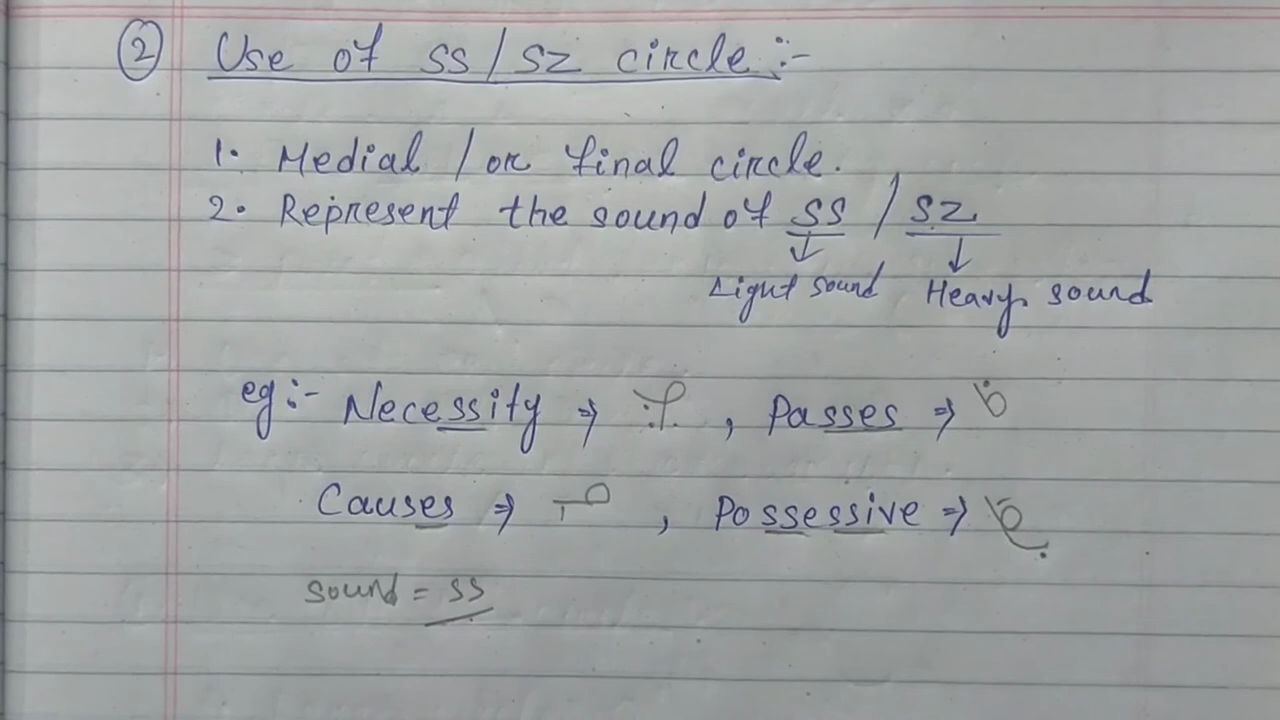 ② Use of ss / sz circle :-
1. Medial / or final circle.
2. Represent the sound of ss / sz
↓ ↓
Light sound Heavy sound
eg :- Necessity ⇒ , Passes ⇒
Causes ⇒ , Possessive ⇒
sound = ss